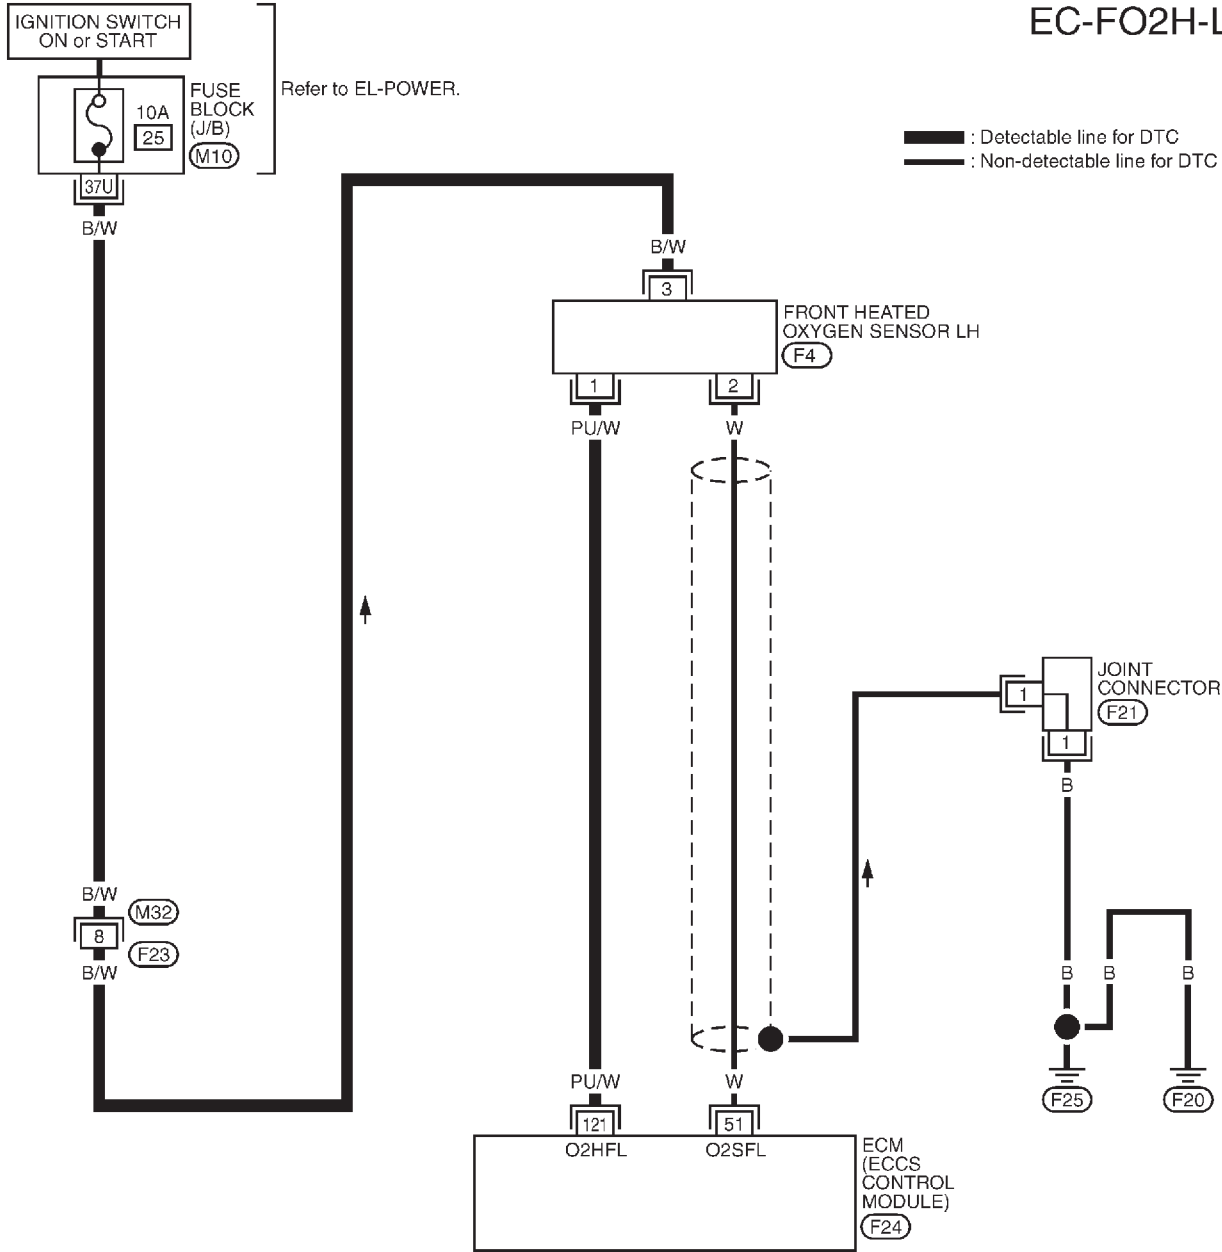 EC-FO2H-L
IGNITION SWITCH
ON or START
FUSE
BLOCK
(J/B)
M10
10A
25
Refer to EL-POWER.
: Detectable line for DTC
: Non-detectable line for DTC
37U
B/W
B/W
3
FRONT HEATED
OXYGEN SENSOR LH
F4
1
2
PU/W
W
JOINT
CONNECTOR
F21
1
1
B
B/W
M32
8
F23
B/W
B
B
B
PU/W
W
F25
F20
121
51
O2HFL
O2SFL
ECM
(ECCS
CONTROL
MODULE)
F24